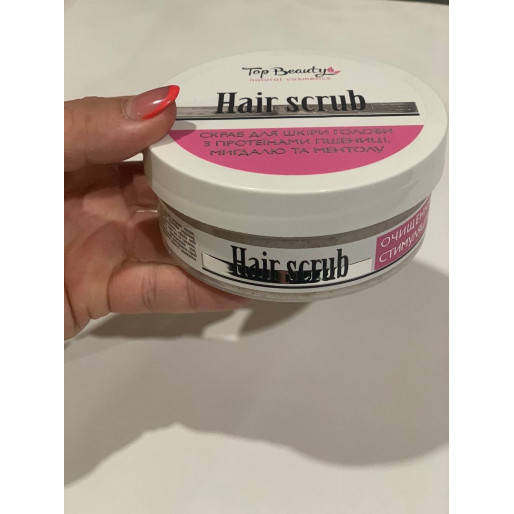 Top Beauty
natural cosmetics
Hair scrub
СКРАБ ДЛЯ ШКІРИ ГОЛОВИ
З ПРОТЕЇНАМИ ПШЕНИЦІ,
МИГДАЛЮ ТА МЕНТОЛУ
Hair scrub